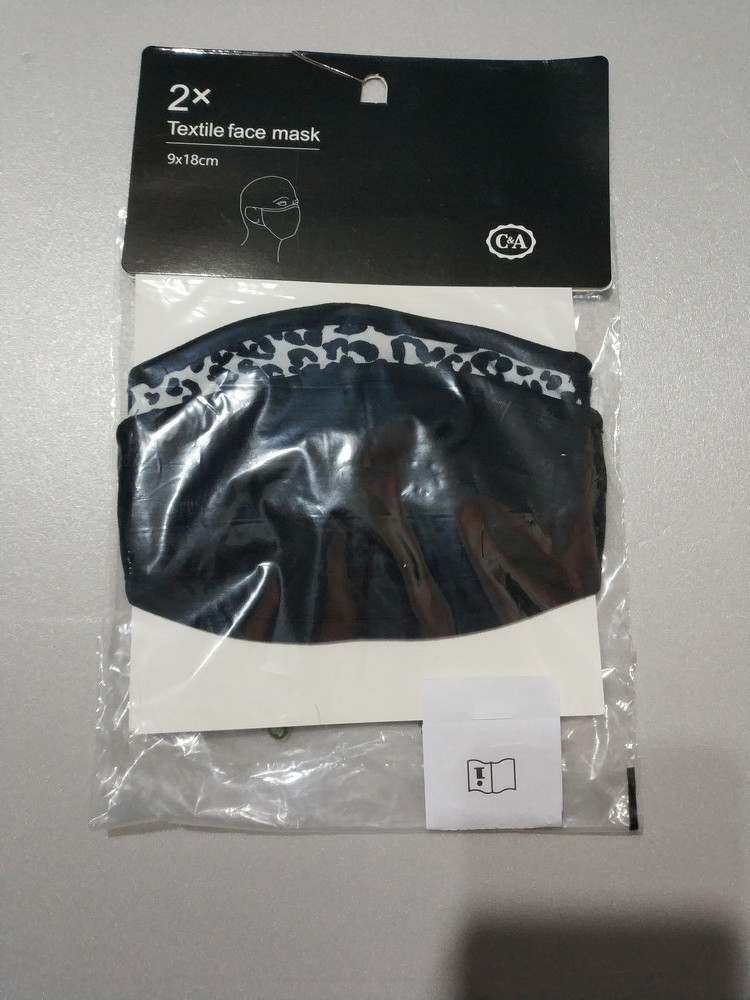 2×
Textile face mask
9x18cm
C&A